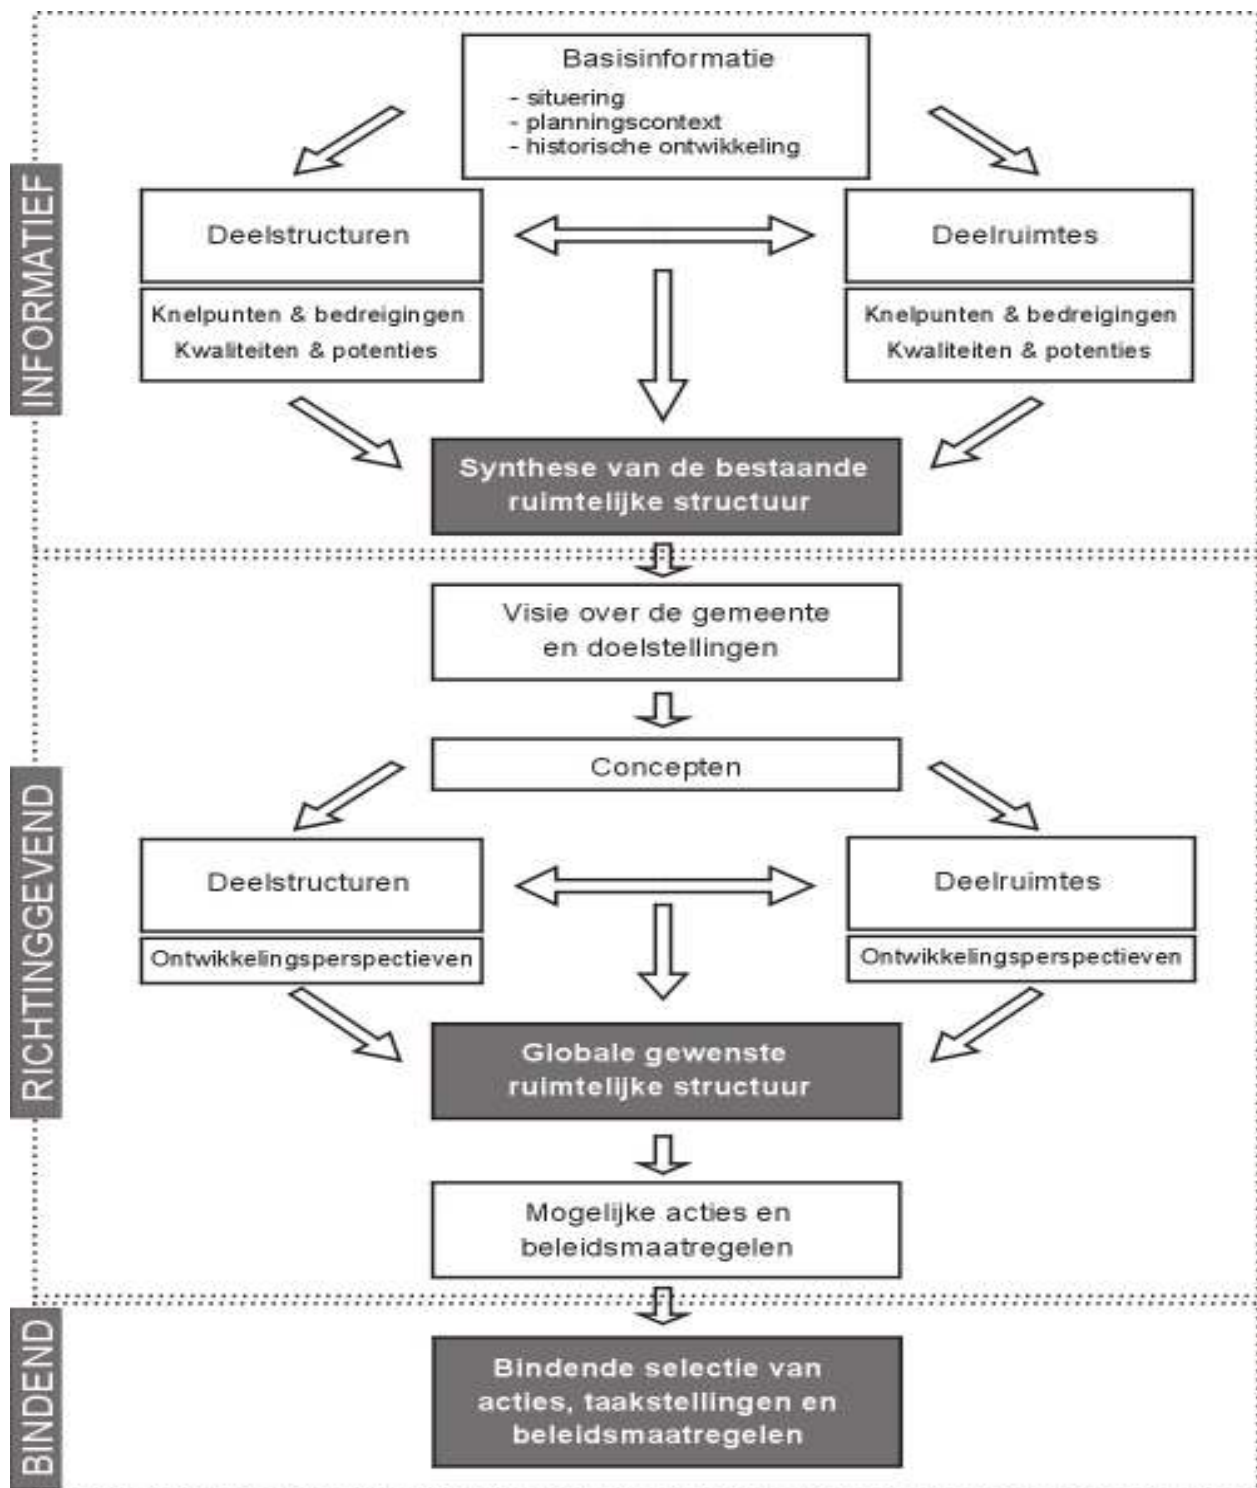 INFORMATIEF
Basisinformatie
- situering
- planningscontext
- historische ontwikkeling
Deelstructuren
Deelruimtes
Knelpunten & bedreigingen
Kwaliteiten & potenties
Knelpunten & bedreigingen
Kwaliteiten & potenties
Synthese van de bestaande
ruimtelijke structuur
RICHTINGGEVEND
Visie over de gemeente
en doelstellingen
Concepten
Deelstructuren
Deelruimtes
Ontwikkelingsperspectieven
Ontwikkelingsperspectieven
Globale gewenste
ruimtelijke structuur
Mogelijke acties en
beleidsmaatregelen
BINDEND
Bindende selectie van
acties, taakstellingen en
beleidsmaatregelen